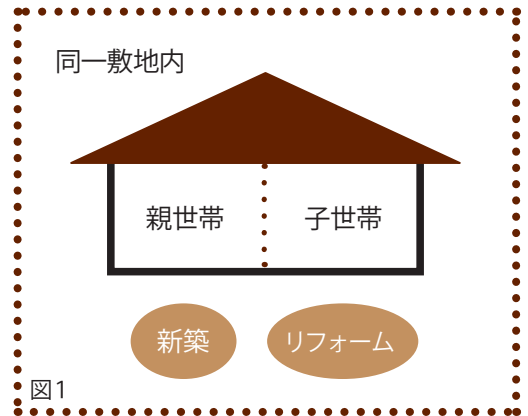 同一敷地内
親世帯 子世帯
新築 リフォーム
図1